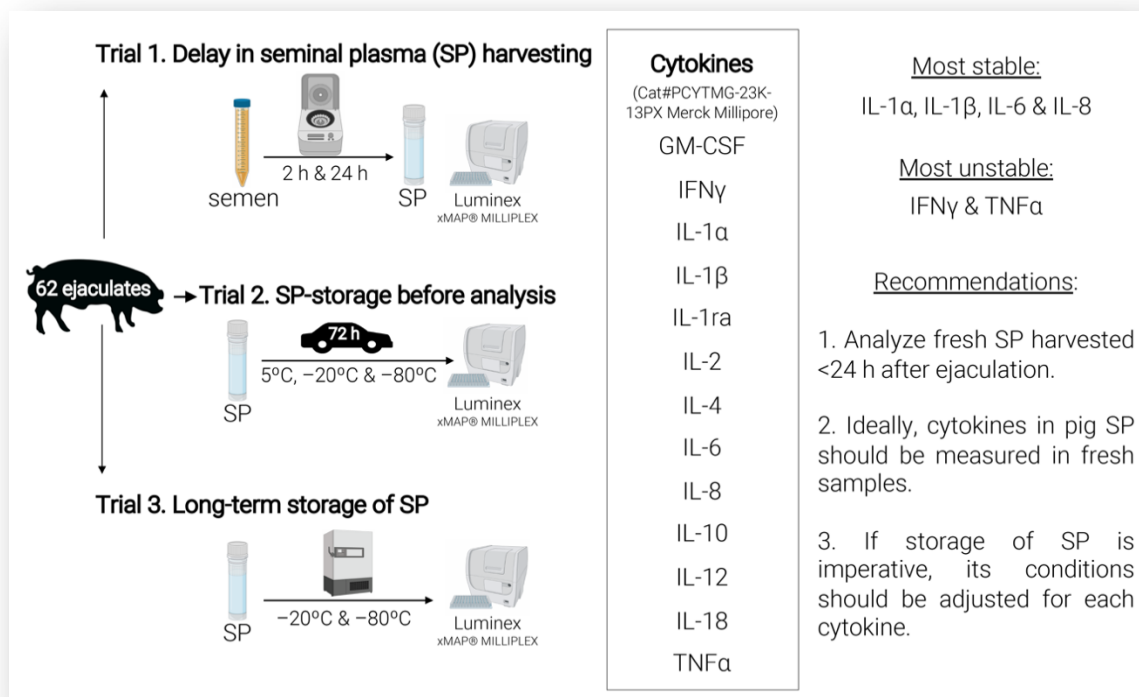 Trial 1. Delay in seminal plasma (SP) harvesting
semen
2 h & 24 h
SP
Luminex
xMAP® MILLIPLEX
62 ejaculates
Trial 2. SP-storage before analysis
72 h
5ºC, −20ºC & −80ºC
SP
Luminex
xMAP® MILLIPLEX
Trial 3. Long-term storage of SP
−20ºC & −80ºC
SP
Luminex
xMAP® MILLIPLEX
Cytokines
(Cat#PCYTMG-23K-
13PX Merck Millipore)
GM-CSF
IFNγ
IL-1α
IL-1β
IL-1ra
IL-2
IL-4
IL-6
IL-8
IL-10
IL-12
IL-18
TNFα
Most stable:
IL-1α, IL-1β, IL-6 & IL-8
Most unstable:
IFNγ & TNFα
Recommendations:
1. Analyze fresh SP harvested
<24 h after ejaculation.
2. Ideally, cytokines in pig SP
should be measured in fresh
samples.
3. If storage of SP is
imperative, its conditions
should be adjusted for each
cytokine.